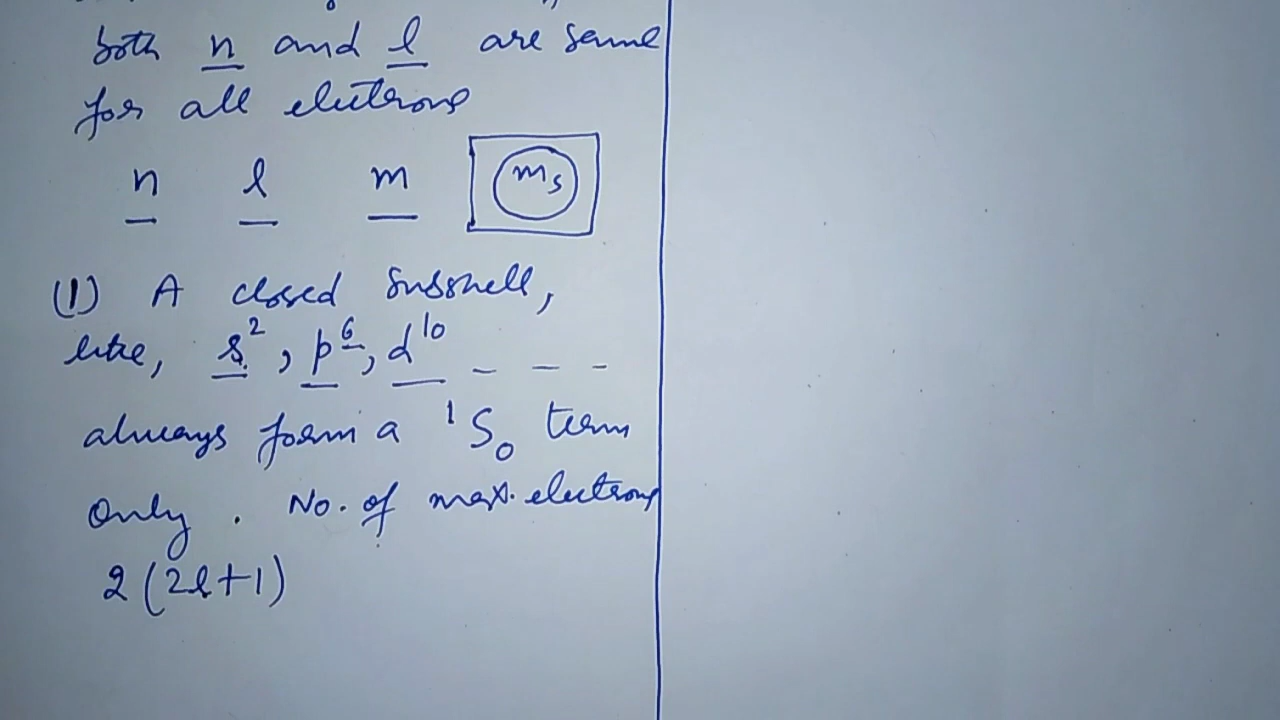 both n and l are same
for all electrons
n l m ms
(1) A closed subshell,
like, s², p⁶, d¹⁰ _ _ _
always form a ¹S₀ term
only. No. of max. electrons
2(2l+1)